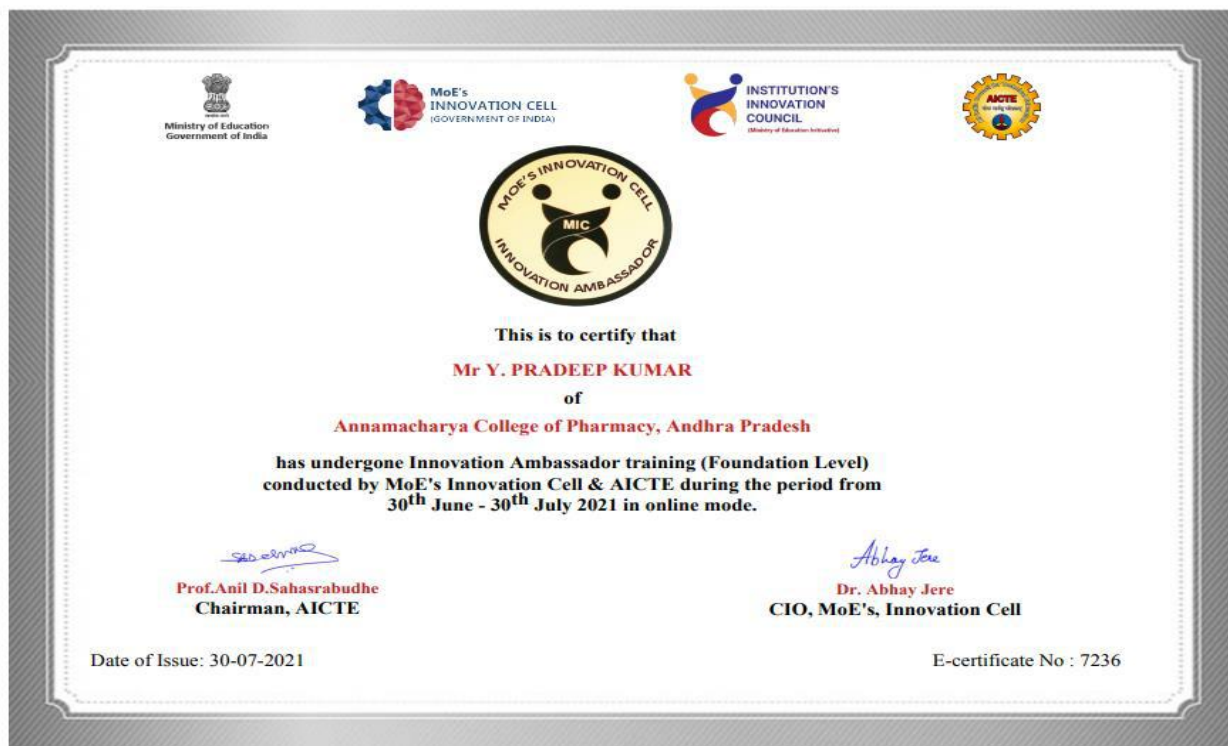 Ministry of Education
Government of India
MoE's
INNOVATION CELL
(GOVERNMENT OF INDIA)
INSTITUTION'S
INNOVATION
COUNCIL
(Ministry of Education Initiative)
AICTE
MOE'S INNOVATION CELL
MIC
INNOVATION AMBASSADOR
This is to certify that
Mr Y. PRADEEP KUMAR
of
Annamacharya College of Pharmacy, Andhra Pradesh
has undergone Innovation Ambassador training (Foundation Level)
conducted by MoE's Innovation Cell & AICTE during the period from
30th June - 30th July 2021 in online mode.
Abhay Jere
Prof.Anil D.Sahasrabudhe
Chairman, AICTE
Dr. Abhay Jere
CIO, MoE's, Innovation Cell
Date of Issue: 30-07-2021
E-certificate No : 7236